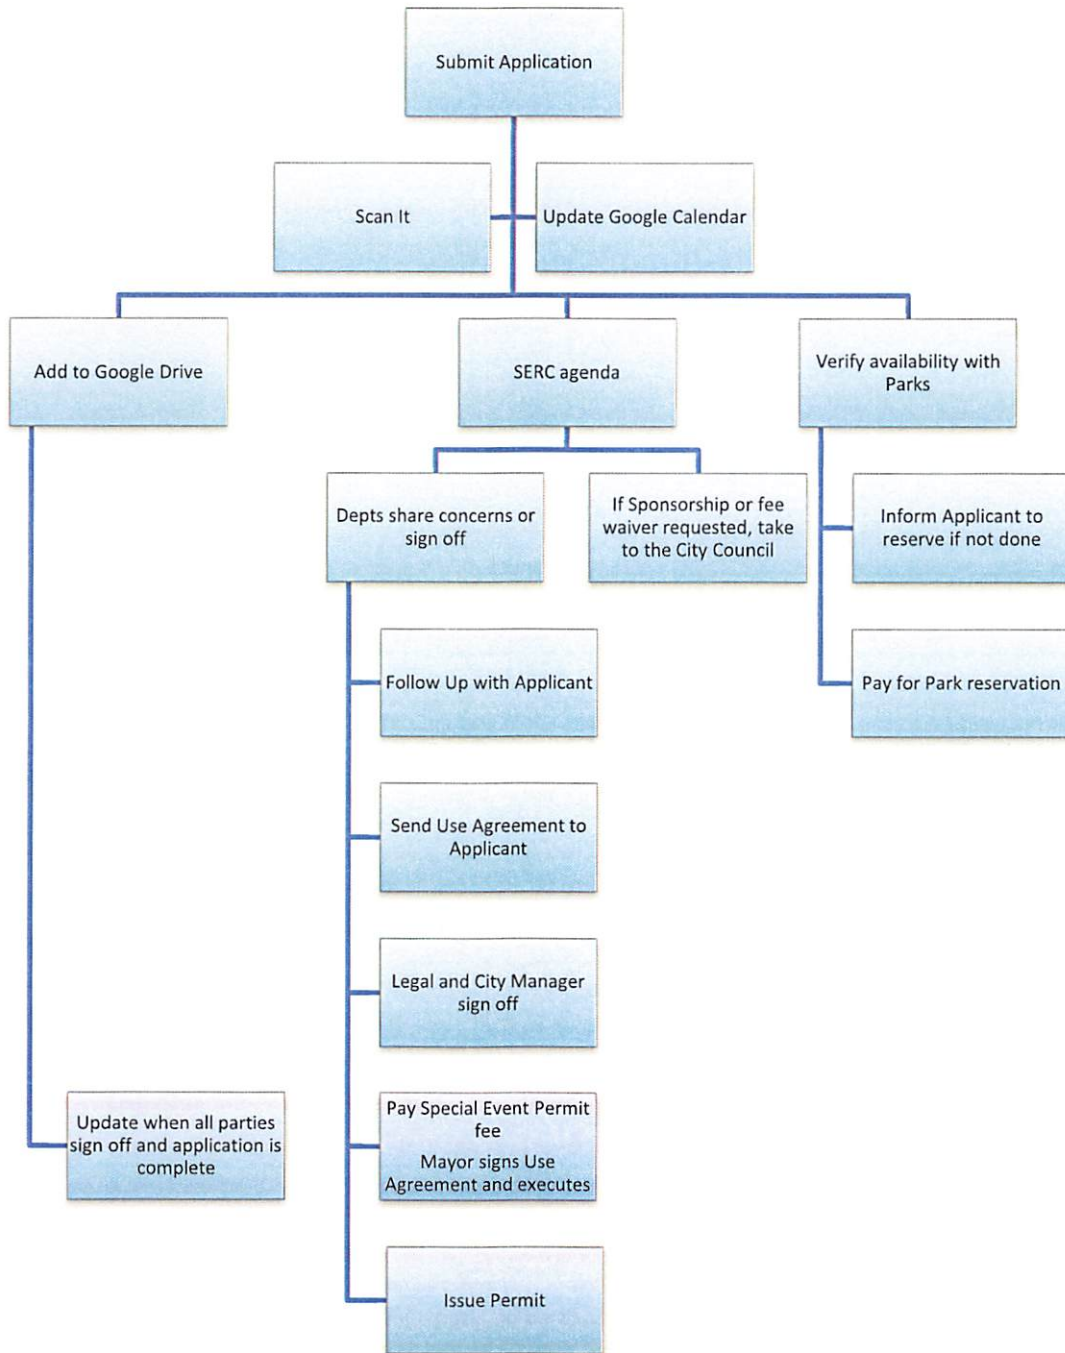 Submit Application
Scan It
Update Google Calendar
Add to Google Drive
SERC agenda
Verify availability with
Parks
Depts share concerns or
sign off
If Sponsorship or fee
waiver requested, take
to the City Council
Inform Applicant to
reserve if not done
Follow Up with Applicant
Pay for Park reservation
Send Use Agreement to
Applicant
Legal and City Manager
sign off
Update when all parties
sign off and application is
complete
Pay Special Event Permit
fee
Mayor signs Use
Agreement and executes
Issue Permit